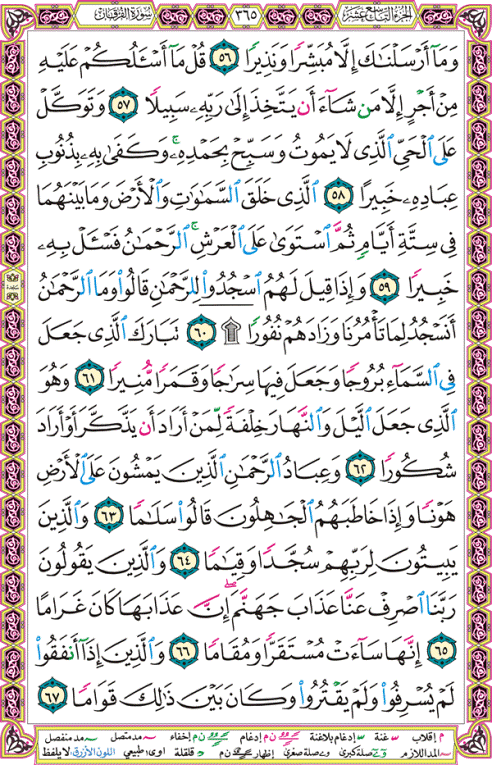 الجزء التاسع عشر ٣٦٥ سورة الفرقان
وَمَآ أَرْسَلْنَٰكَ إِلَّا مُبَشِّرًا وَنَذِيرًا ٥٦ قُلْ مَآ أَسْـَٔلُكُمْ عَلَيْهِ
مِنْ أَجْرٍ إِلَّا مَن شَآءَ أَن يَتَّخِذَ إِلَىٰ رَبِّهِۦ سَبِيلًا ٥٧ وَتَوَكَّلْ
عَلَى ٱلْحَىِّ ٱلَّذِى لَا يَمُوتُ وَسَبِّحْ بِحَمْدِهِۦ ۚ وَكَفَىٰ بِهِۦ بِذُنُوبِ
عِبَادِهِۦ خَبِيرًا ٥٨ ٱلَّذِى خَلَقَ ٱلسَّمَٰوَٰتِ وَٱلْأَرْضَ وَمَا بَيْنَهُمَا
فِى سِتَّةِ أَيَّامٍ ثُمَّ ٱسْتَوَىٰ عَلَى ٱلْعَرْشِ ۚ ٱلرَّحْمَٰنُ فَسْـَٔلْ بِهِۦ
خَبِيرًا ٥٩ وَإِذَا قِيلَ لَهُمُ ٱسْجُدُوا۟ لِلرَّحْمَٰنِ قَالُوا۟ وَمَا ٱلرَّحْمَٰنُ
أَنَسْجُدُ لِمَا تَأْمُرُنَا وَزَادَهُمْ نُفُورًا ۩ ٦٠ تَبَارَكَ ٱلَّذِى جَعَلَ
فِى ٱلسَّمَآءِ بُرُوجًا وَجَعَلَ فِيهَا سِرَٰجًا وَقَمَرًا مُّنِيرًا ٦١ وَهُوَ
ٱلَّذِى جَعَلَ ٱلَّيْلَ وَٱلنَّهَارَ خِلْفَةً لِّمَنْ أَرَادَ أَن يَذَّكَّرَ أَوْ أَرَادَ
شُكُورًا ٦٢ وَعِبَادُ ٱلرَّحْمَٰنِ ٱلَّذِينَ يَمْشُونَ عَلَى ٱلْأَرْضِ
هَوْنًا وَإِذَا خَاطَبَهُمُ ٱلْجَٰهِلُونَ قَالُوا۟ سَلَٰمًا ٦٣ وَٱلَّذِينَ
يَبِيتُونَ لِرَبِّهِمْ سُجَّدًا وَقِيَٰمًا ٦٤ وَٱلَّذِينَ يَقُولُونَ
رَبَّنَا ٱصْرِفْ عَنَّا عَذَابَ جَهَنَّمَ ۖ إِنَّ عَذَابَهَا كَانَ غَرَامًا
٦٥ إِنَّهَا سَآءَتْ مُسْتَقَرًّا وَمُقَامًا ٦٦ وَٱلَّذِينَ إِذَآ أَنفَقُوا۟
لَمْ يُسْرِفُوا۟ وَلَمْ يَقْتُرُوا۟ وَكَانَ بَيْنَ ذَٰلِكَ قَوَامًا ٦٧
م إقلاب غنة إدغام بلاغنة ن م إدغام ن م إخفاء مد متصل مد منفصل
المد اللازم صلة كبرى وصلة صغرى إظهار ن م قلقلة اوى: طبيعي اللون الأزرق: لا يلفظ